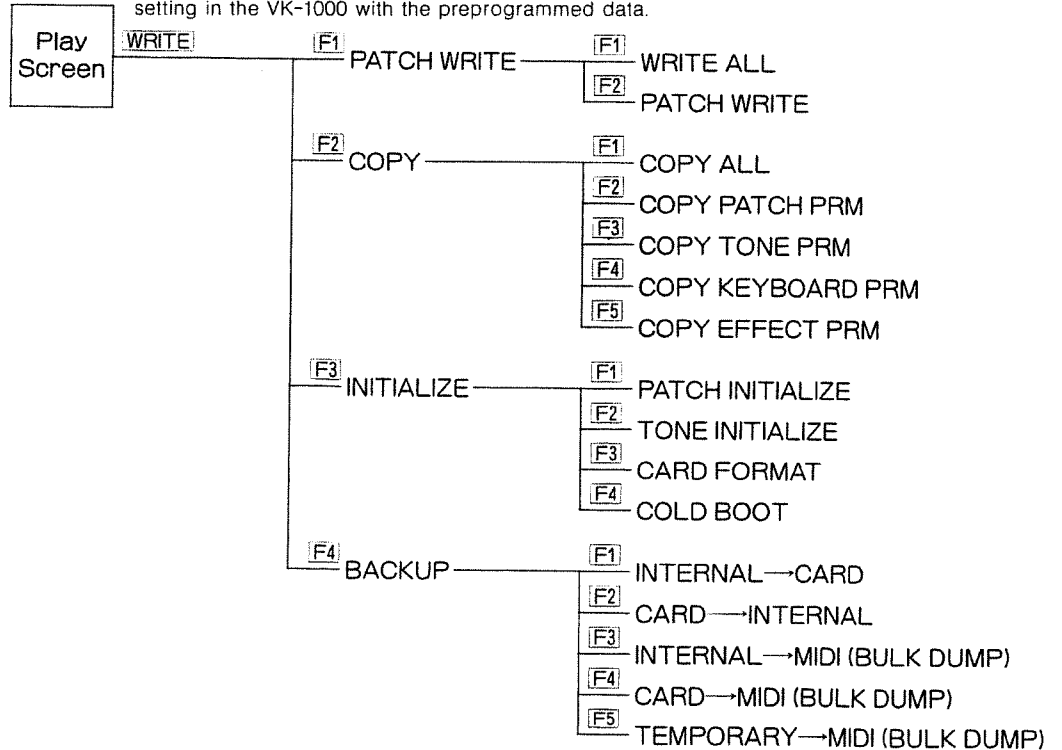 setting in the VK-1000 with the preprogrammed data.
Play
Screen
WRITE
F1 PATCH WRITE
F1 WRITE ALL
F2 PATCH WRITE
F2 COPY
F1 COPY ALL
F2 COPY PATCH PRM
F3 COPY TONE PRM
F4 COPY KEYBOARD PRM
F5 COPY EFFECT PRM
F3 INITIALIZE
F1 PATCH INITIALIZE
F2 TONE INITIALIZE
F3 CARD FORMAT
F4 COLD BOOT
F4 BACKUP
F1 INTERNAL→CARD
F2 CARD→INTERNAL
F3 INTERNAL→MIDI (BULK DUMP)
F4 CARD→MIDI (BULK DUMP)
F5 TEMPORARY→MIDI (BULK DUMP)